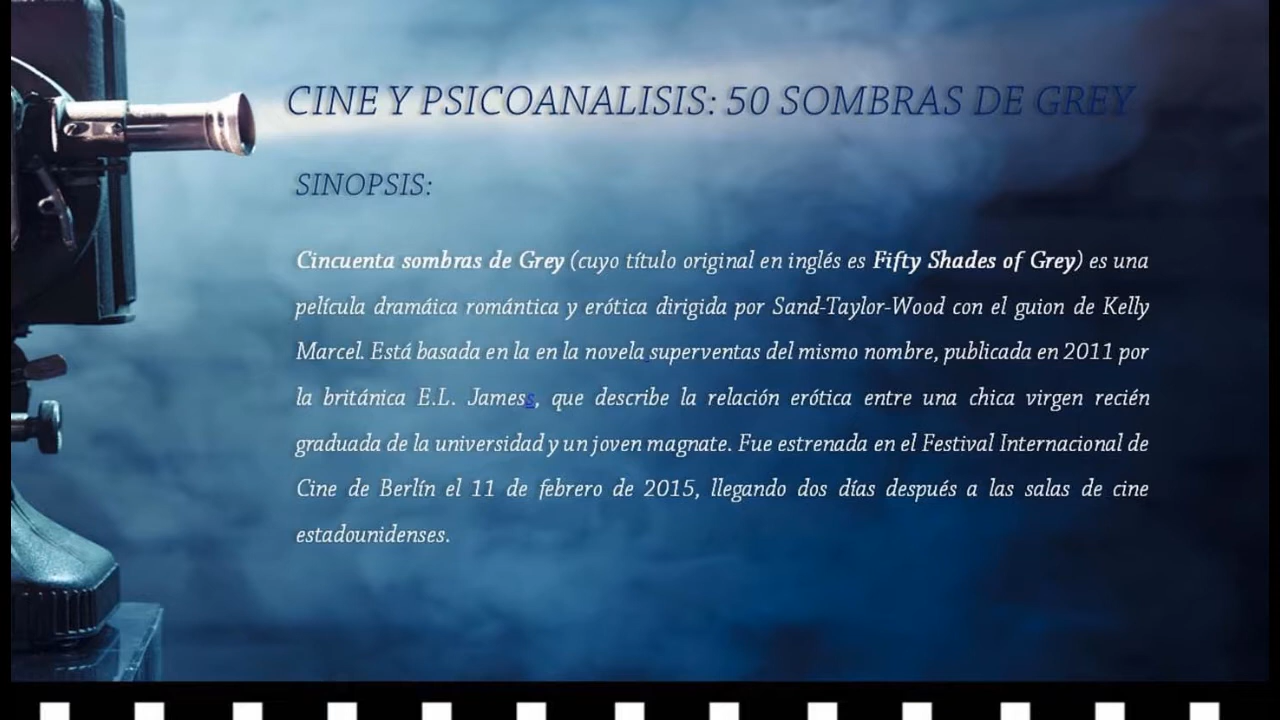 CINE Y PSICOANALISIS: 50 SOMBRAS DE GREY
SINOPSIS:
Cincuenta sombras de Grey (cuyo título original en inglés es Fifty Shades of Grey) es una
película dramáica romántica y erótica dirigida por Sand-Taylor-Wood con el guion de Kelly
Marcel. Está basada en la en la novela superventas del mismo nombre, publicada en 2011 por
la británica E.L. Jamess, que describe la relación erótica entre una chica virgen recién
graduada de la universidad y un joven magnate. Fue estrenada en el Festival Internacional de
Cine de Berlín el 11 de febrero de 2015, llegando dos días después a las salas de cine
estadounidenses.